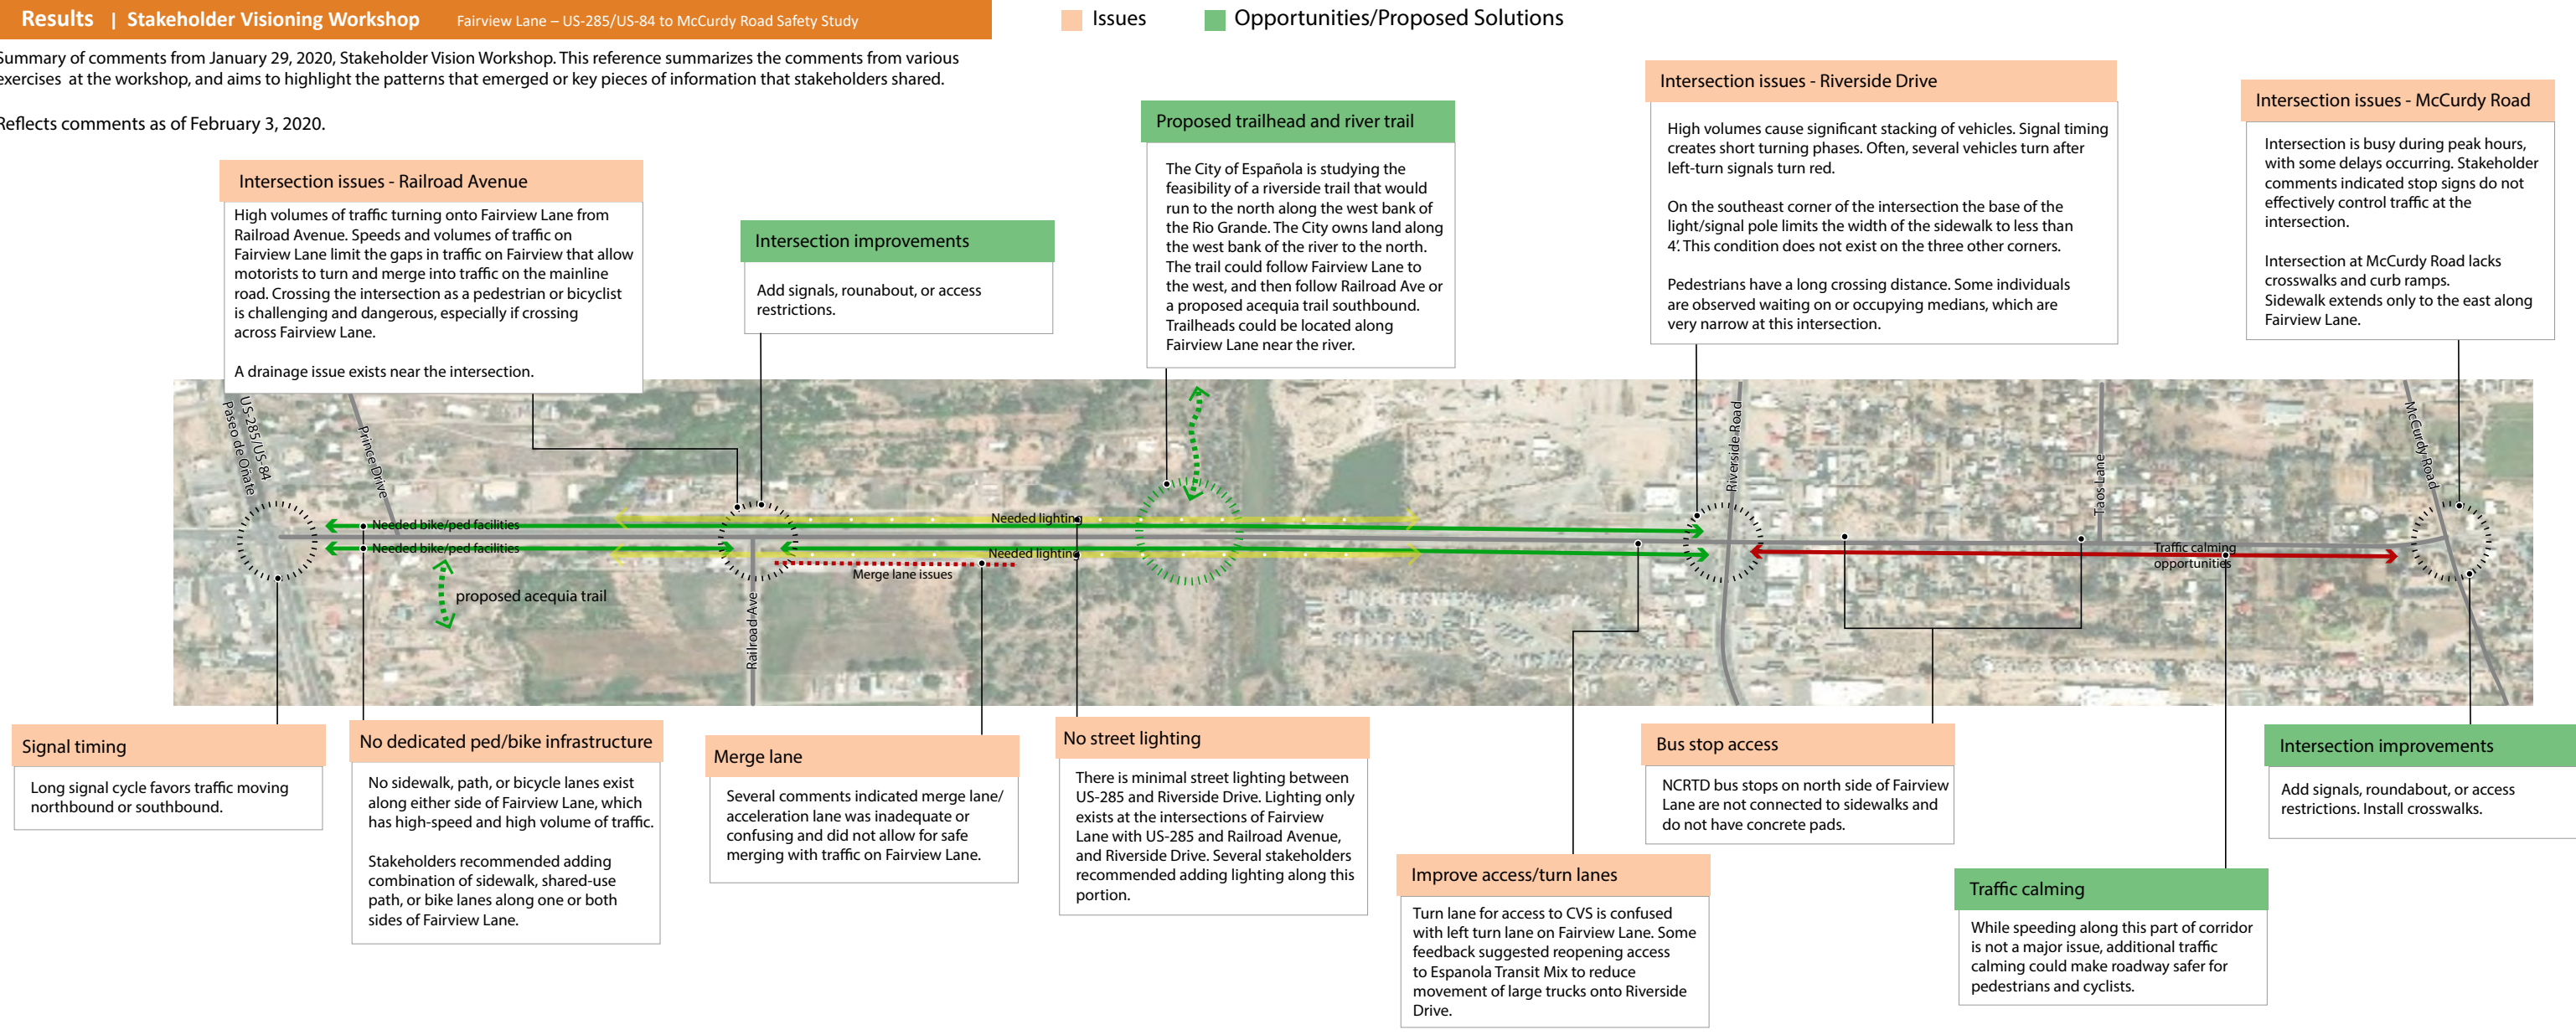 Results | Stakeholder Visioning Workshop Fairview Lane – US-285/US-84 to McCurdy Road Safety Study
Issues
Opportunities/Proposed Solutions
Summary of comments from January 29, 2020, Stakeholder Vision Workshop. This reference summarizes the comments from various
exercises at the workshop, and aims to highlight the patterns that emerged or key pieces of information that stakeholders shared.
Reflects comments as of February 3, 2020.
Intersection issues - Railroad Avenue
High volumes of traffic turning onto Fairview Lane from
Railroad Avenue. Speeds and volumes of traffic on
Fairview Lane limit the gaps in traffic on Fairview that allow
motorists to turn and merge into traffic on the mainline
road. Crossing the intersection as a pedestrian or bicyclist
is challenging and dangerous, especially if crossing
across Fairview Lane.
A drainage issue exists near the intersection.
Intersection improvements
Add signals, roundabout, or access
restrictions.
Proposed trailhead and river trail
The City of Española is studying the
feasibility of a riverside trail that would
run to the north along the west bank of
the Rio Grande. The City owns land along
the west bank of the river to the north.
The trail could follow Fairview Lane to
the west, and then follow Railroad Ave or
a proposed acequia trail southbound.
Trailheads could be located along
Fairview Lane near the river.
Intersection issues - Riverside Drive
High volumes cause significant stacking of vehicles. Signal timing
creates short turning phases. Often, several vehicles turn after
left-turn signals turn red.
On the southeast corner of the intersection the base of the
light/signal pole limits the width of the sidewalk to less than
4'. This condition does not exist on the three other corners.
Pedestrians have a long crossing distance. Some individuals
are observed waiting on or occupying medians, which are
very narrow at this intersection.
Intersection issues - McCurdy Road
Intersection is busy during peak hours,
with some delays occurring. Stakeholder
comments indicated stop signs do not
effectively control traffic at the
intersection.
Intersection at McCurdy Road lacks
crosswalks and curb ramps.
Sidewalk extends only to the east along
Fairview Lane.
US-285/US-84
Paseo de Oñate
Prince Drive
Needed bike/ped facilities
Needed bike/ped facilities
proposed acequia trail
Railroad Ave
Needed lighting
Needed lighting
Merge lane issues
Riverside Road
Taos Lane
Traffic calming
opportunities
McCurdy Road
Signal timing
Long signal cycle favors traffic moving
northbound or southbound.
No dedicated ped/bike infrastructure
No sidewalk, path, or bicycle lanes exist
along either side of Fairview Lane, which
has high-speed and high volume of traffic.
Stakeholders recommended adding
combination of sidewalk, shared-use
path, or bike lanes along one or both
sides of Fairview Lane.
Merge lane
Several comments indicated merge lane/
acceleration lane was inadequate or
confusing and did not allow for safe
merging with traffic on Fairview Lane.
No street lighting
There is minimal street lighting between
US-285 and Riverside Drive. Lighting only
exists at the intersections of Fairview
Lane with US-285 and Railroad Avenue,
and Riverside Drive. Several stakeholders
recommended adding lighting along this
portion.
Improve access/turn lanes
Turn lane for access to CVS is confused
with left turn lane on Fairview Lane. Some
feedback suggested reopening access
to Espanola Transit Mix to reduce
movement of large trucks onto Riverside
Drive.
Bus stop access
NCRTD bus stops on north side of Fairview
Lane are not connected to sidewalks and
do not have concrete pads.
Traffic calming
While speeding along this part of corridor
is not a major issue, additional traffic
calming could make roadway safer for
pedestrians and cyclists.
Intersection improvements
Add signals, roundabout, or access
restrictions. Install crosswalks.